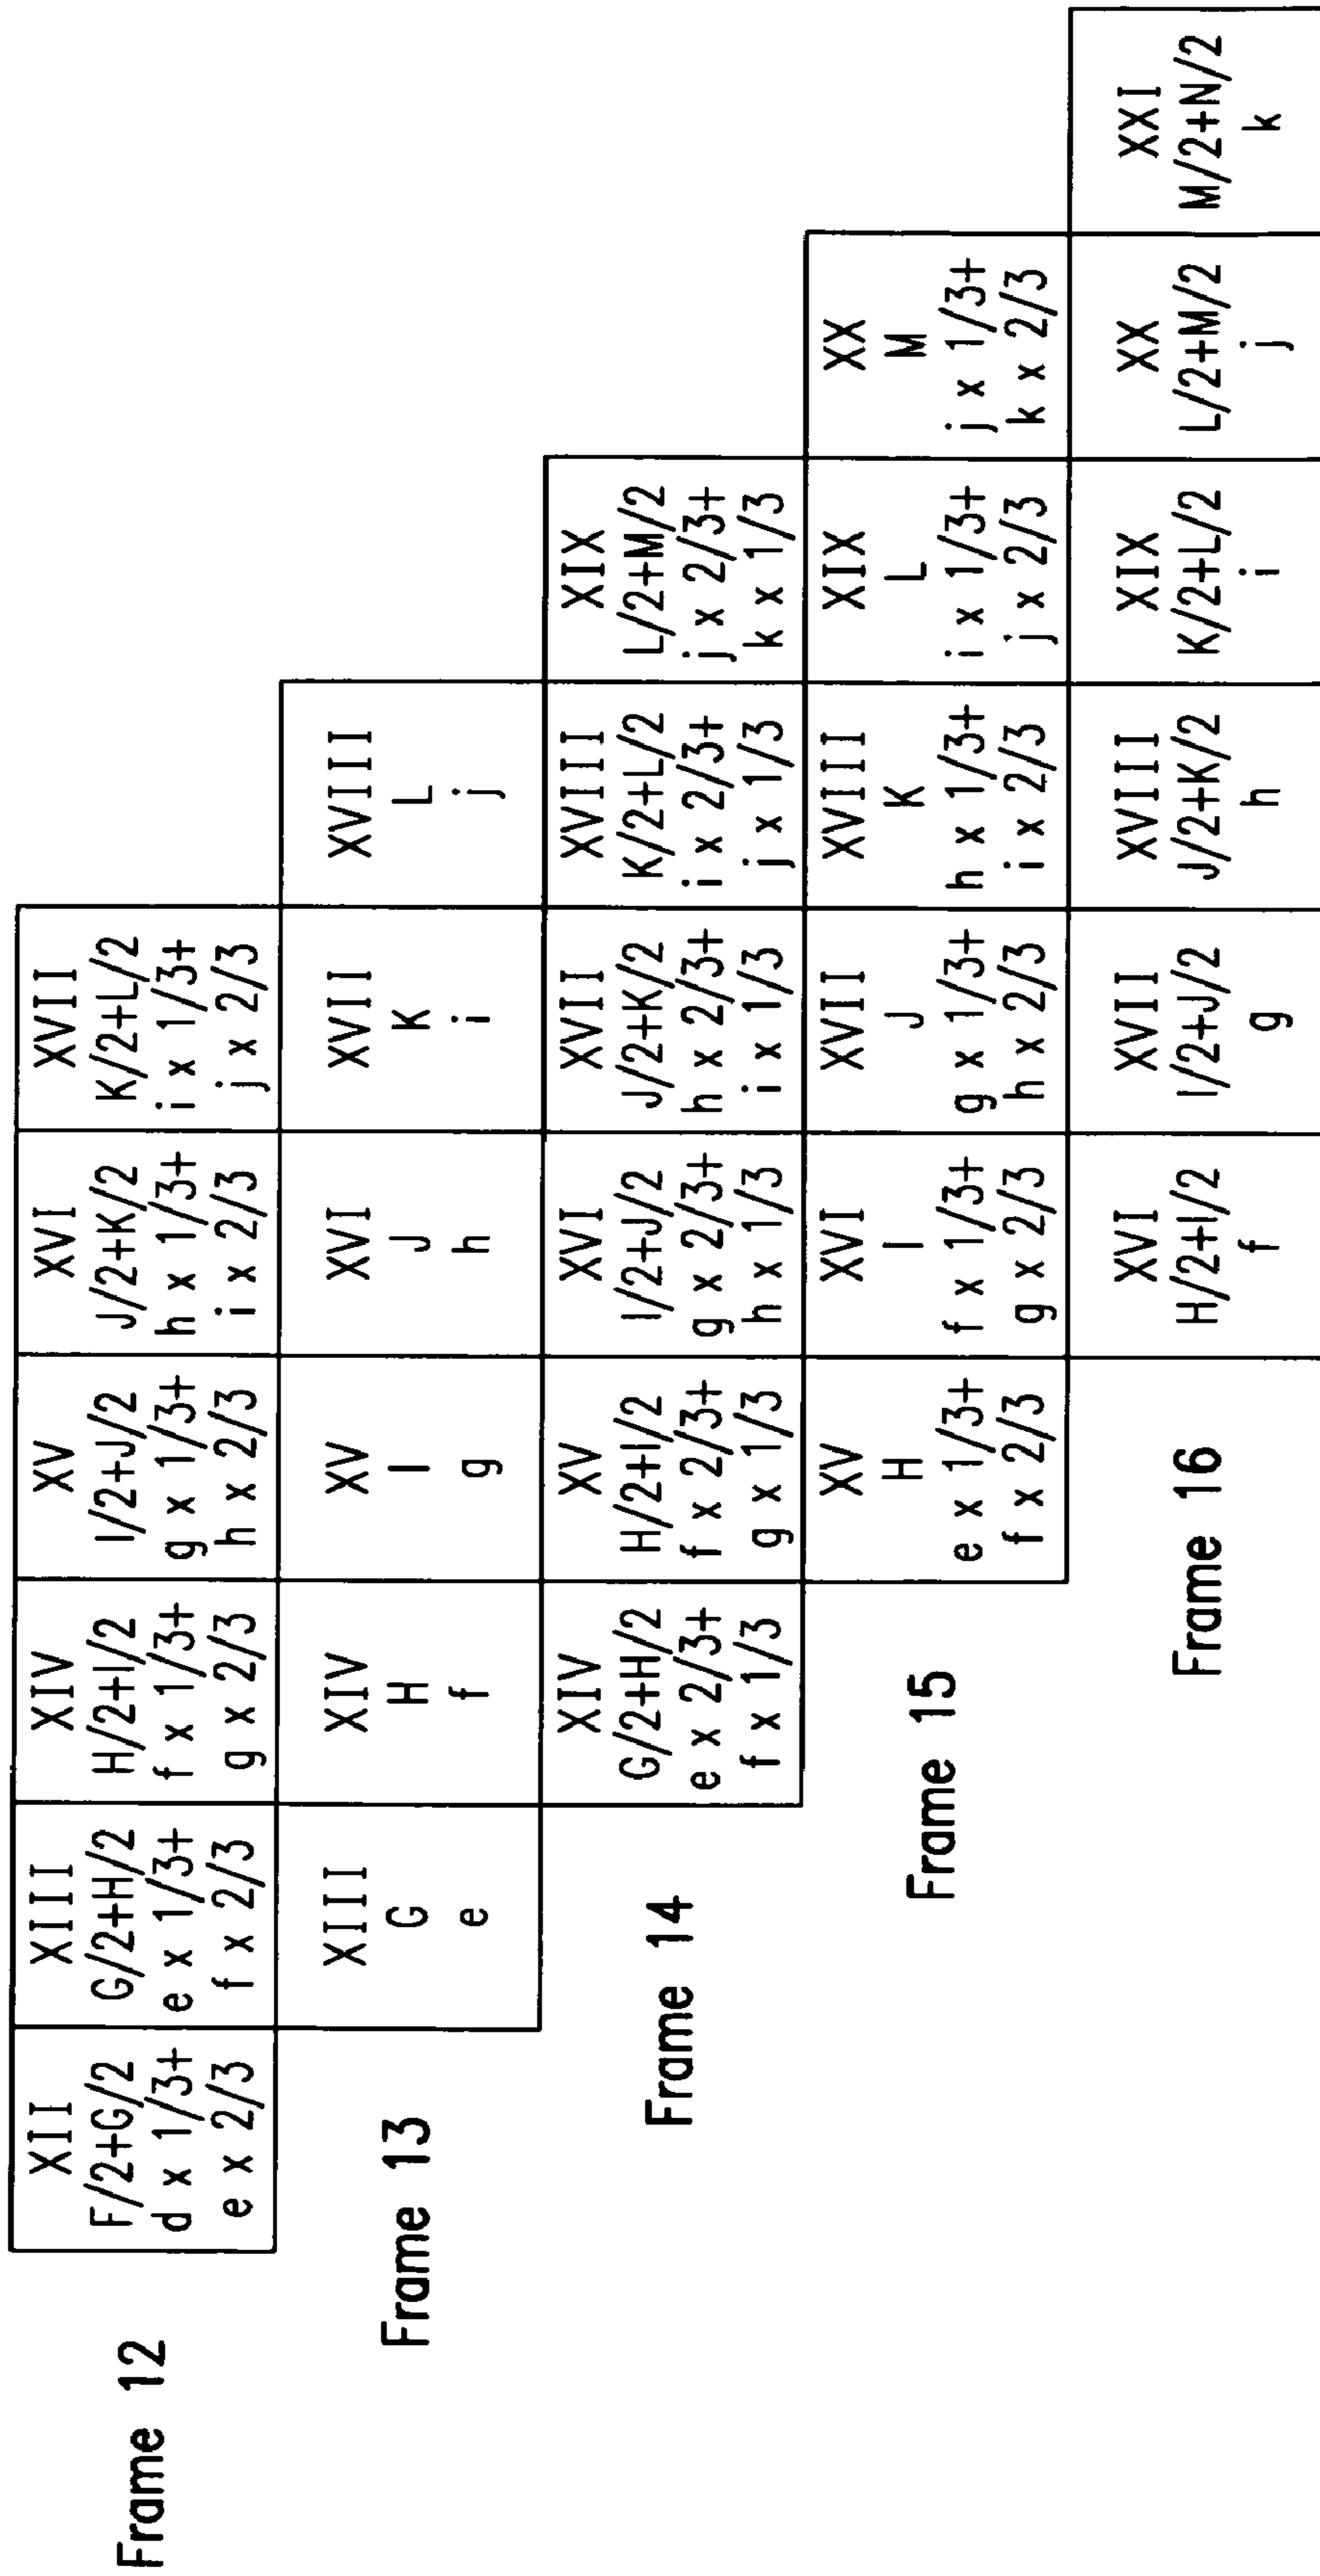 Frame 12
XII
F/2+G/2
d x 1/3+
e x 2/3
XIII
G/2+H/2
e x 1/3+
f x 2/3
XIV
H/2+I/2
f x 1/3+
g x 2/3
XV
I/2+J/2
g x 1/3+
h x 2/3
XVI
J/2+K/2
h x 1/3+
i x 2/3
XVII
K/2+L/2
i x 1/3+
j x 2/3
Frame 13
XIII
G
e
XIV
H
f
XV
I
g
XVI
J
h
XVII
K
i
XVIII
L
j
Frame 14
XIV
G/2+H/2
e x 2/3+
f x 1/3
XV
H/2+I/2
f x 2/3+
g x 1/3
XVI
I/2+J/2
g x 2/3+
h x 1/3
XVII
J/2+K/2
h x 2/3+
i x 1/3
XVIII
K/2+L/2
i x 2/3+
j x 1/3
XIX
L/2+M/2
j x 2/3+
k x 1/3
Frame 15
XV
H
e x 1/3+
f x 2/3
XVI
I
f x 1/3+
g x 2/3
XVII
J
g x 1/3+
h x 2/3
XVIII
K
h x 1/3+
i x 2/3
XIX
L
i x 1/3+
j x 2/3
XX
M
j x 1/3+
k x 2/3
Frame 16
XVI
H/2+I/2
f
XVII
I/2+J/2
g
XVIII
J/2+K/2
h
XIX
K/2+L/2
i
XX
L/2+M/2
j
XXI
M/2+N/2
k